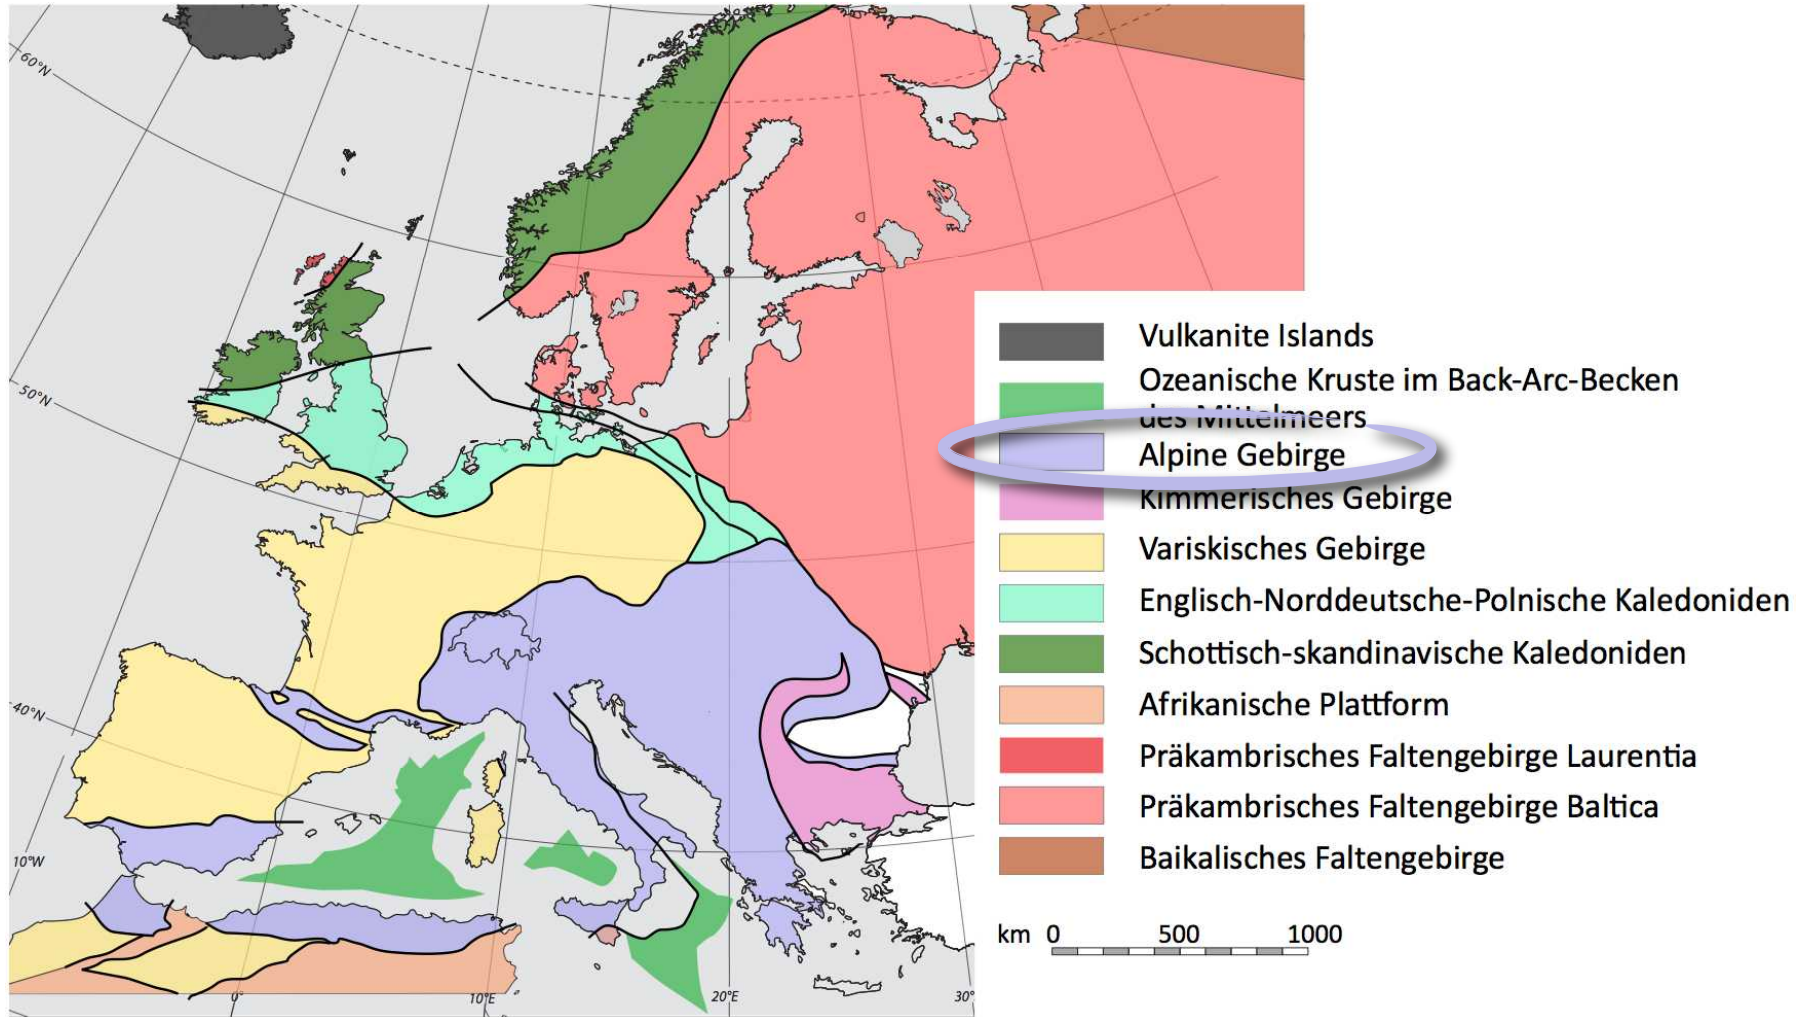 60°N
50°N
40°N
10°W
0°
10°E
20°E
30°
Vulkanite Islands
Ozeanische Kruste im Back-Arc-Becken
des Mittelmeers
Alpine Gebirge
Kimmerisches Gebirge
Variskisches Gebirge
Englisch-Norddeutsche-Polnische Kaledoniden
Schottisch-skandinavische Kaledoniden
Afrikanische Plattform
Präkambrisches Faltengebirge Laurentia
Präkambrisches Faltengebirge Baltica
Baikalisches Faltengebirge
km 0 500 1000